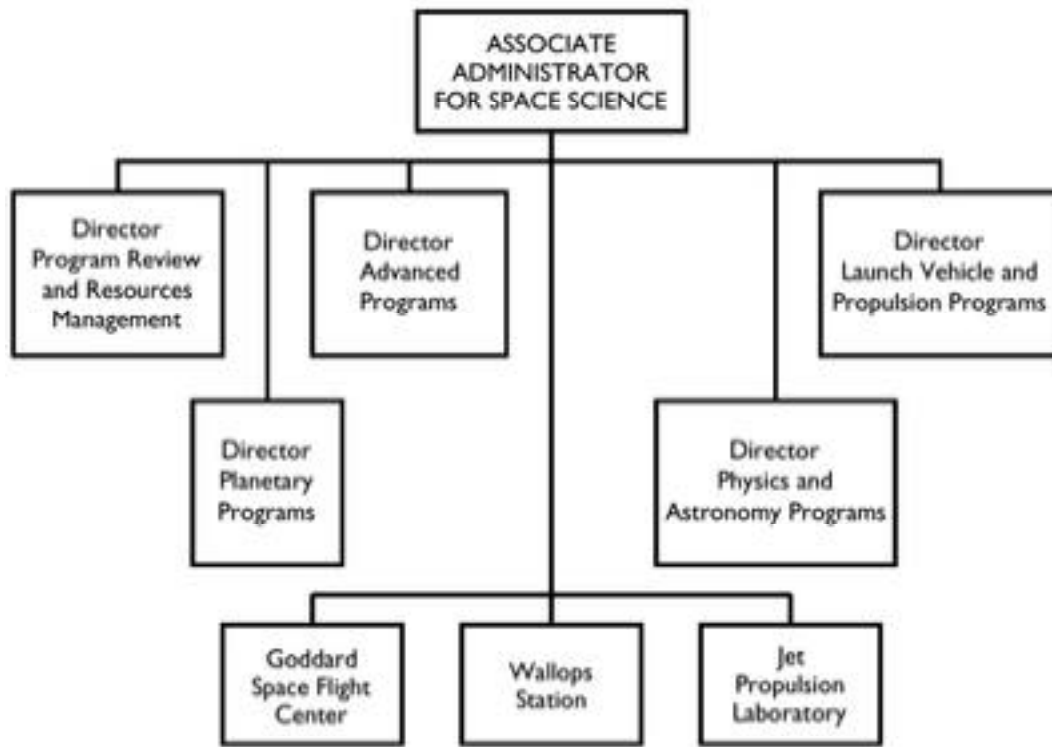 ASSOCIATE
ADMINISTRATOR
FOR SPACE SCIENCE
Director
Program Review
and Resources
Management
Director
Advanced
Programs
Director
Launch Vehicle and
Propulsion Programs
Director
Planetary
Programs
Director
Physics and
Astronomy Programs
Goddard
Space Flight
Center
Wallops
Station
Jet
Propulsion
Laboratory